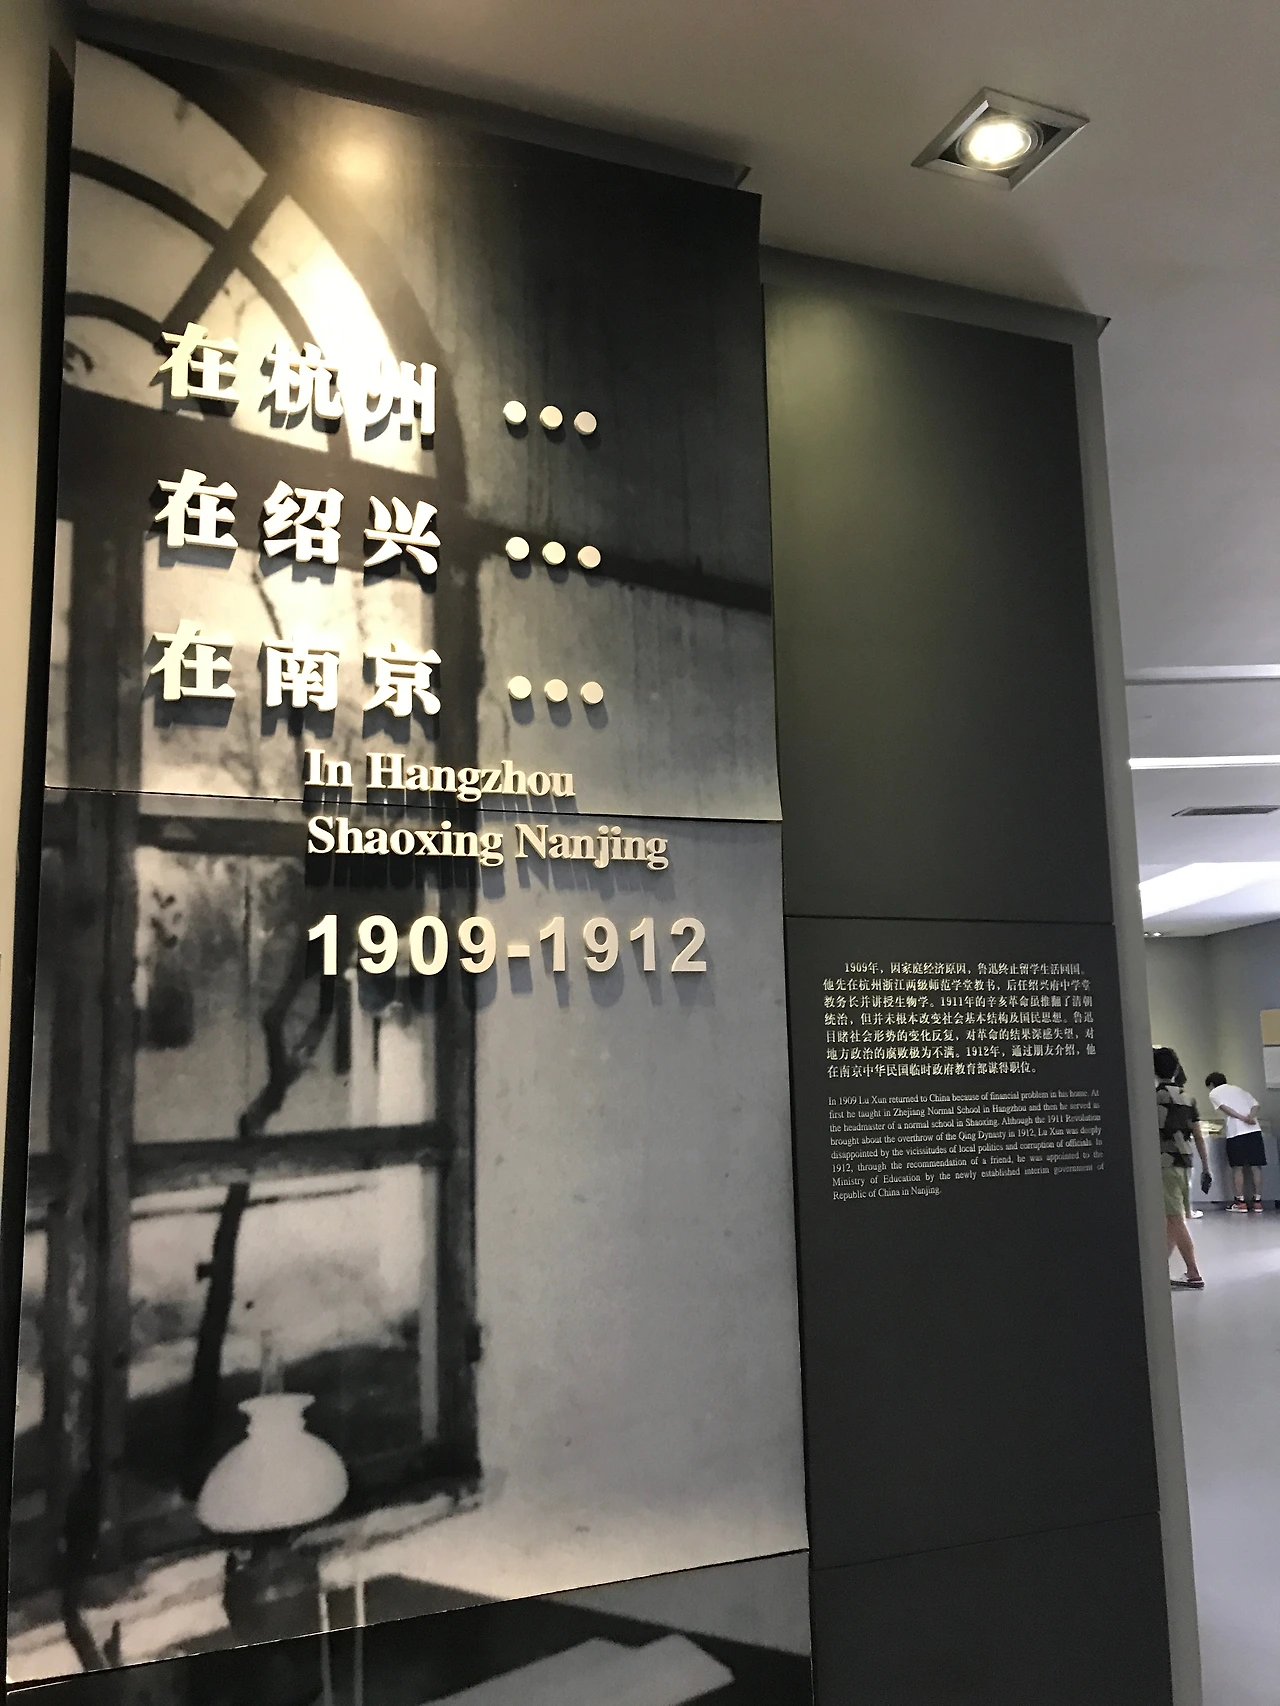 在杭州 •••
在绍兴 •••
在南京 •••
In Hangzhou
Shaoxing Nanjing
1909-1912
1909年，因家庭经济原因，鲁迅终止留学生活回国。
他先在杭州浙江两级师范学堂教书，后任绍兴府中学堂
教务长并讲授生物学。1911年的辛亥革命虽推翻了清朝
统治，但并未根本改变社会基本结构及国民思想。鲁迅
目睹社会形势的变化反复，对革命的结果深感失望，对
地方政治的腐败极为不满。1912年，通过朋友介绍，他
在南京中华民国临时政府教育部谋得职位。
In 1909 Lu Xun returned to China because of financial problem in his home. At
first he taught in Zhejiang Normal School in Hangzhou and then he served as
the headmaster of a normal school in Shaoxing. Although the 1911 Revolution
brought about the overthrow of the Qing Dynasty in 1912, Lu Xun was deeply
disappointed by the vicissitudes of local politics and corruption of officials. In
1912, through the recommendation of a friend, he was appointed to the
Ministry of Education by the newly established interim government of
Republic of China in Nanjing.